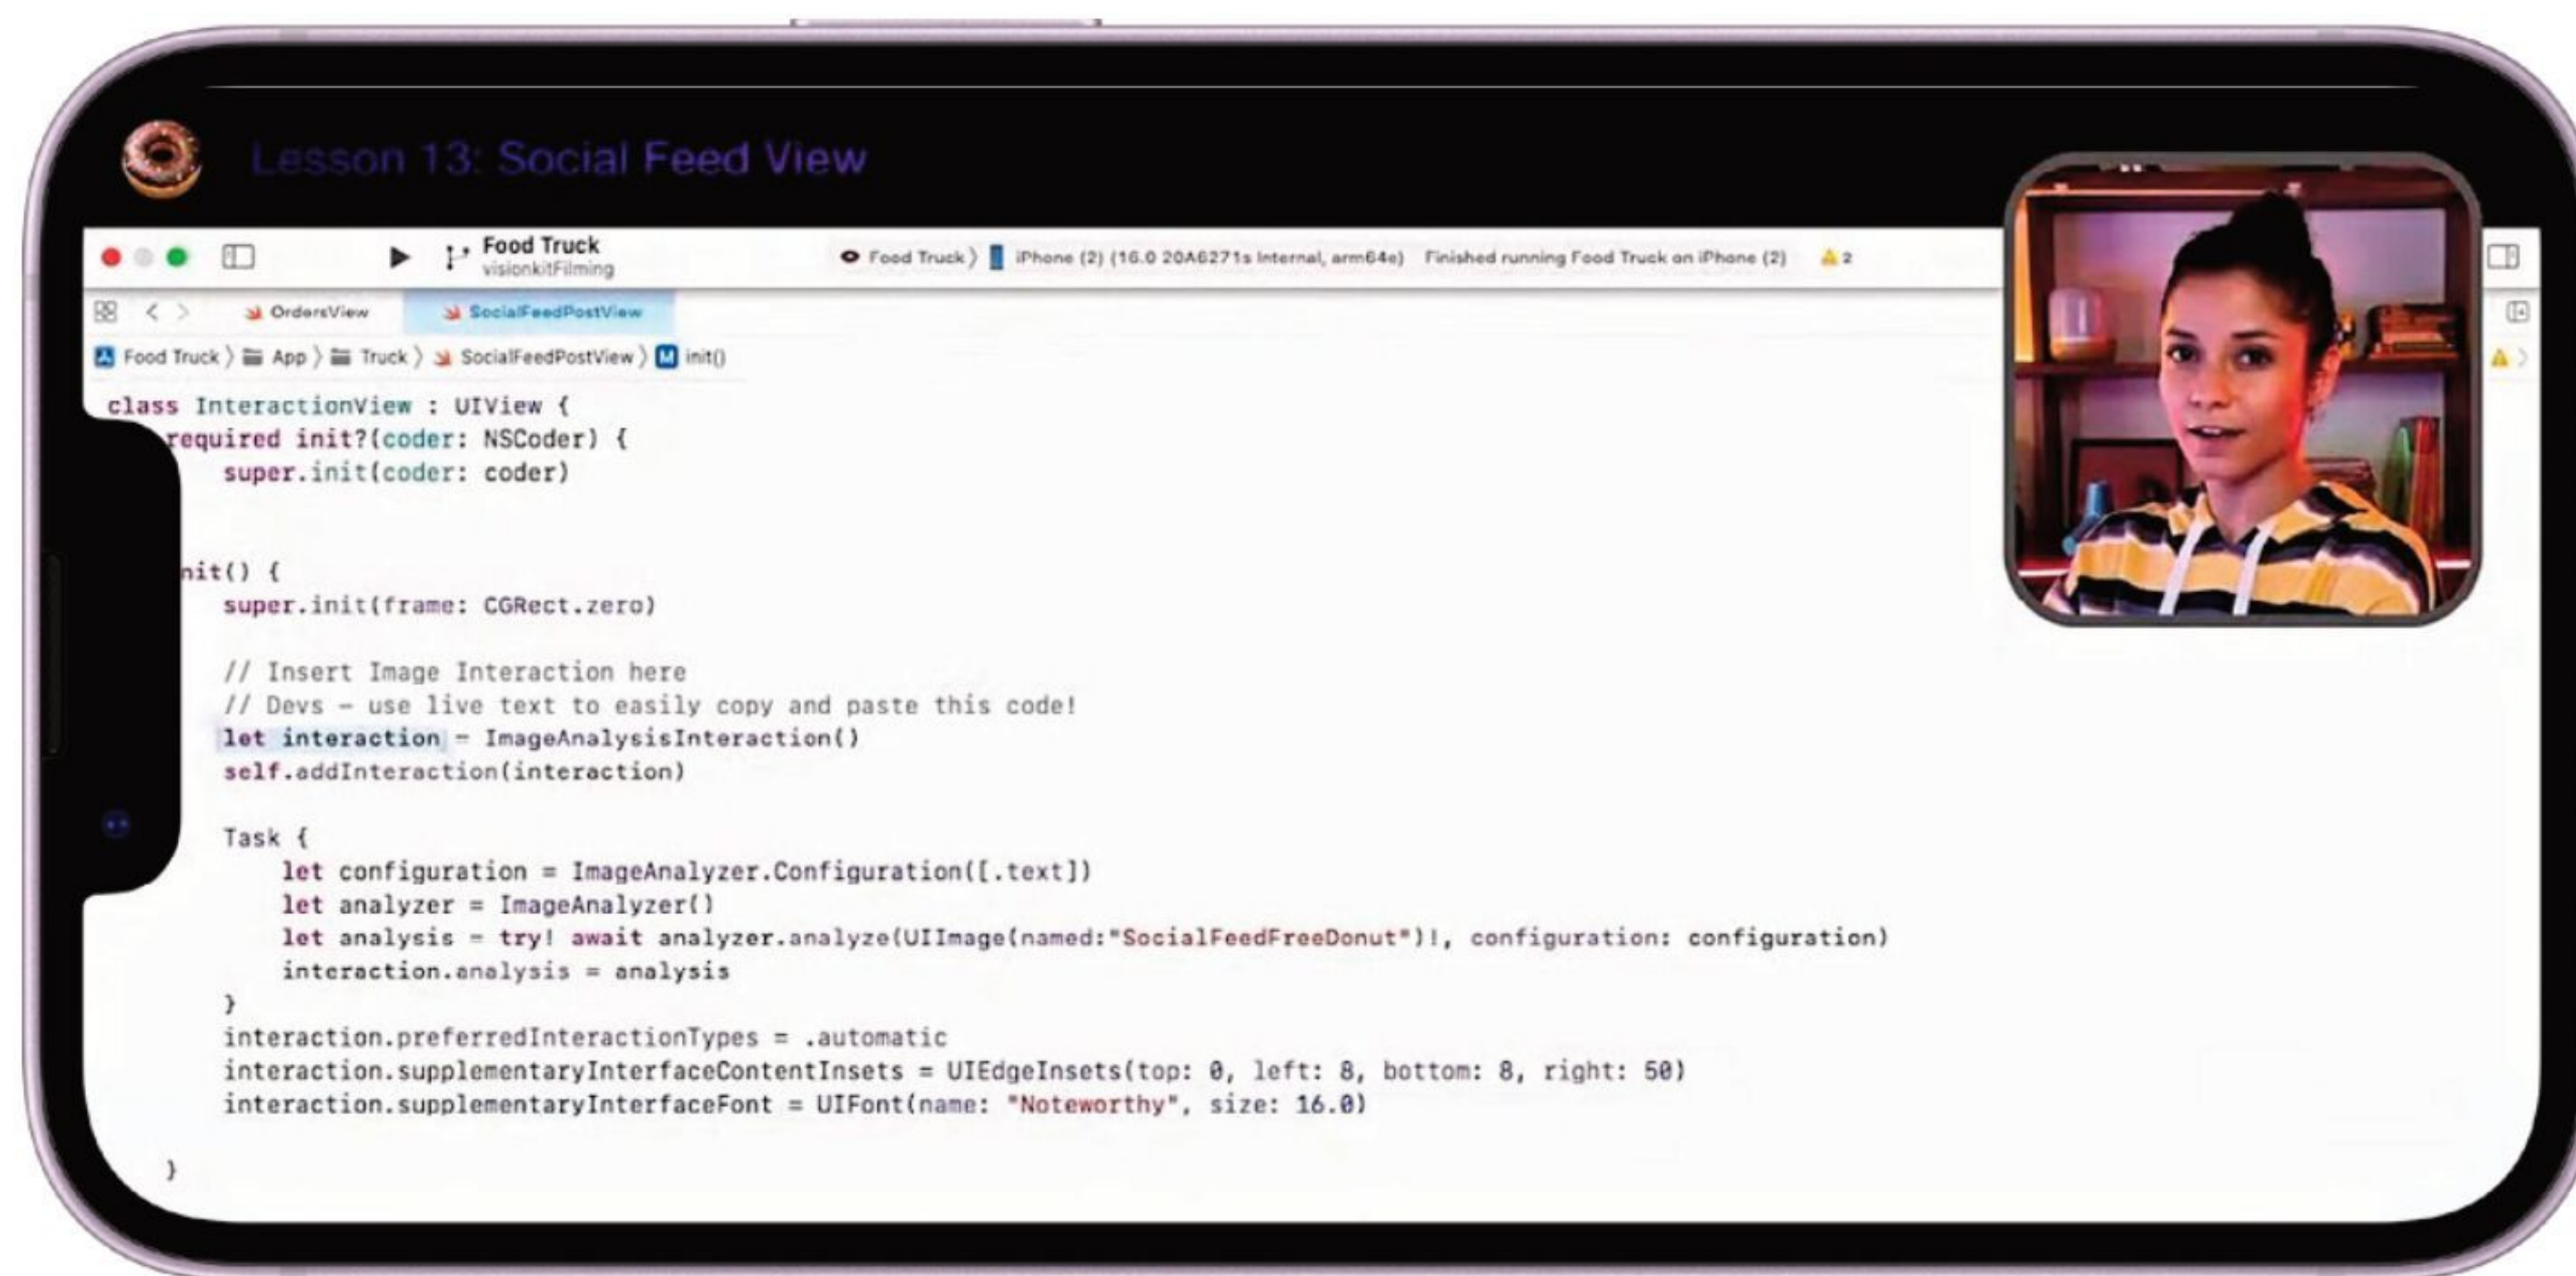 Lesson 13: Social Feed View
Food Truck
visionkitFilming
Food Truck 〉 iPhone (2) (16.0 20A6271s Internal, arm64e) Finished running Food Truck on iPhone (2) 2
OrdersView SocialFeedPostView
Food Truck 〉 App 〉 Truck 〉 SocialFeedPostView 〉 M init()
class InteractionView : UIView {
required init?(coder: NSCoder) {
super.init(coder: coder)
nit() {
super.init(frame: CGRect.zero)
// Insert Image Interaction here
// Devs – use live text to easily copy and paste this code!
let interaction = ImageAnalysisInteraction()
self.addInteraction(interaction)
Task {
let configuration = ImageAnalyzer.Configuration([.text])
let analyzer = ImageAnalyzer()
let analysis = try! await analyzer.analyze(UIImage(named:"SocialFeedFreeDonut")!, configuration: configuration)
interaction.analysis = analysis
}
interaction.preferredInteractionTypes = .automatic
interaction.supplementaryInterfaceContentInsets = UIEdgeInsets(top: 0, left: 8, bottom: 8, right: 50)
interaction.supplementaryInterfaceFont = UIFont(name: "Noteworthy", size: 16.0)
}